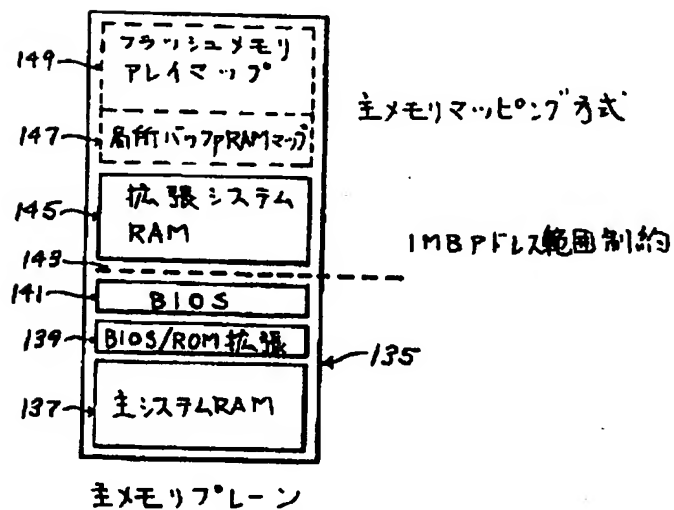 149
フラッシュメモリ
アレイマップ
主メモリマッピング方式
147
局所バッファRAMマップ
145
拡張システム
RAM
1MBアドレス範囲制約
143
141
BIOS
139
BIOS/ROM拡張
135
137
主システムRAM
主メモリプレーン